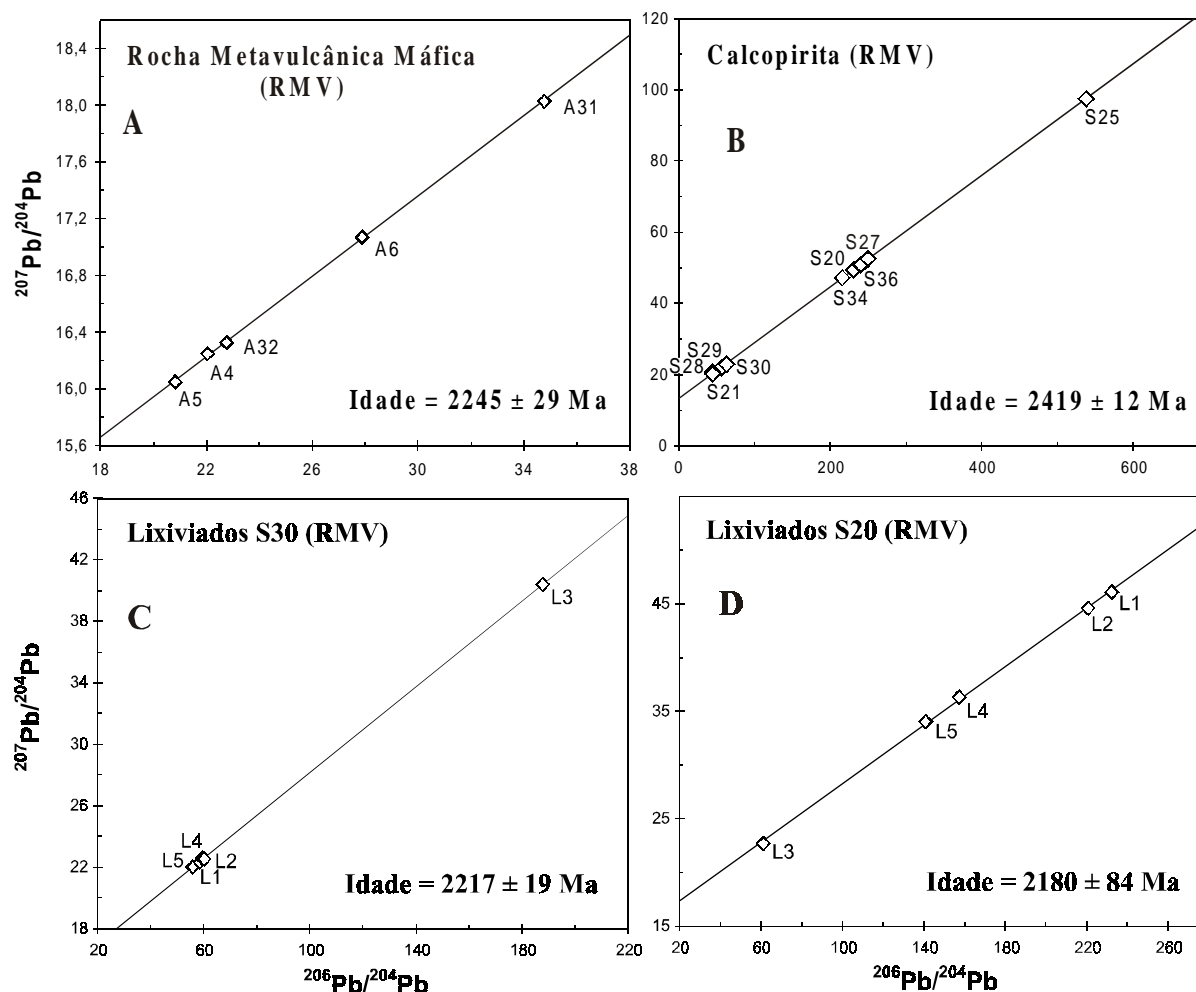 Rocha Metavulcânica Máfica
(RMV)
A
²⁰⁷Pb/²⁰⁴Pb
18,4
18,0
17,6
17,2
16,8
16,4
16,0
15,6
A31
A6
A32
A4
A5
Idade = 2245 ± 29 Ma
18 22 26 30 34 38
Calcopirita (RMV)
B
120
100
80
60
40
20
0
S25
S27
S20
S36
S34
S29
S28
S30
S21
Idade = 2419 ± 12 Ma
0 200 400 600
Lixiviados S30 (RMV)
C
²⁰⁷Pb/²⁰⁴Pb
46
42
38
34
30
26
22
18
L3
L4
L5 L2
L1
Idade = 2217 ± 19 Ma
20 60 100 140 180 220
²⁰⁶Pb/²⁰⁴Pb
Lixiviados S20 (RMV)
D
45
35
25
15
L1
L2
L4
L5
L3
Idade = 2180 ± 84 Ma
20 60 100 140 180 220 260
²⁰⁶Pb/²⁰⁴Pb